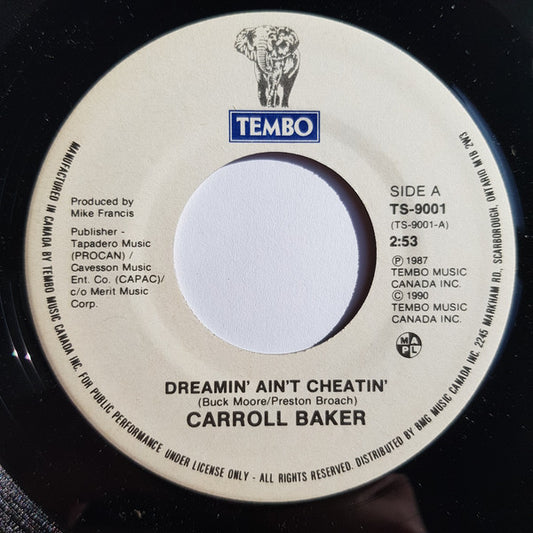 TEMBO
Produced by
Mike Francis
Publisher -
Tapadero Music
(PROCAN) /
Cavesson Music
Ent. Co. (CAPAC)/
c/o Merit Music
Corp.
SIDE A
TS-9001
(TS-9001-A)
2:53
Ⓟ 1987
TEMBO MUSIC
CANADA INC.
© 1990
TEMBO MUSIC
CANADA INC.
MAPL
DREAMIN' AIN'T CHEATIN'
(Buck Moore/Preston Broach)
CARROLL BAKER
MANUFACTURED IN CANADA BY TEMBO MUSIC CANADA INC. FOR PUBLIC PERFORMANCE UNDER LICENSE ONLY - ALL RIGHTS RESERVED. DISTRIBUTED BY BMG MUSIC CANADA INC. 2245 MARKHAM RD., SCARBOROUGH, ONTARIO M1B 2W3